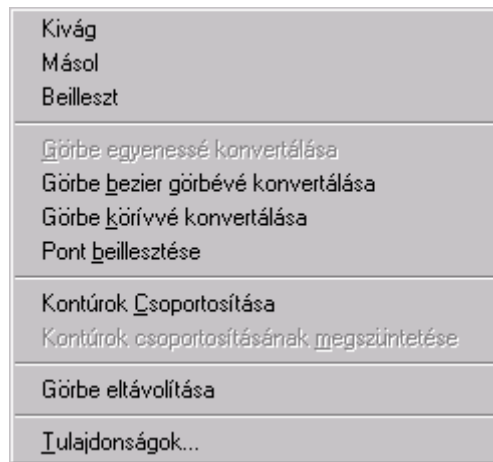 Kivág
Másol
Beilleszt
Görbe egyenessé konvertálása
Görbe bezier görbévé konvertálása
Görbe körívvé konvertálása
Pont beillesztése
Kontúrok Csoportosítása
Kontúrok csoportosításának megszüntetése
Görbe eltávolítása
Tulajdonságok...